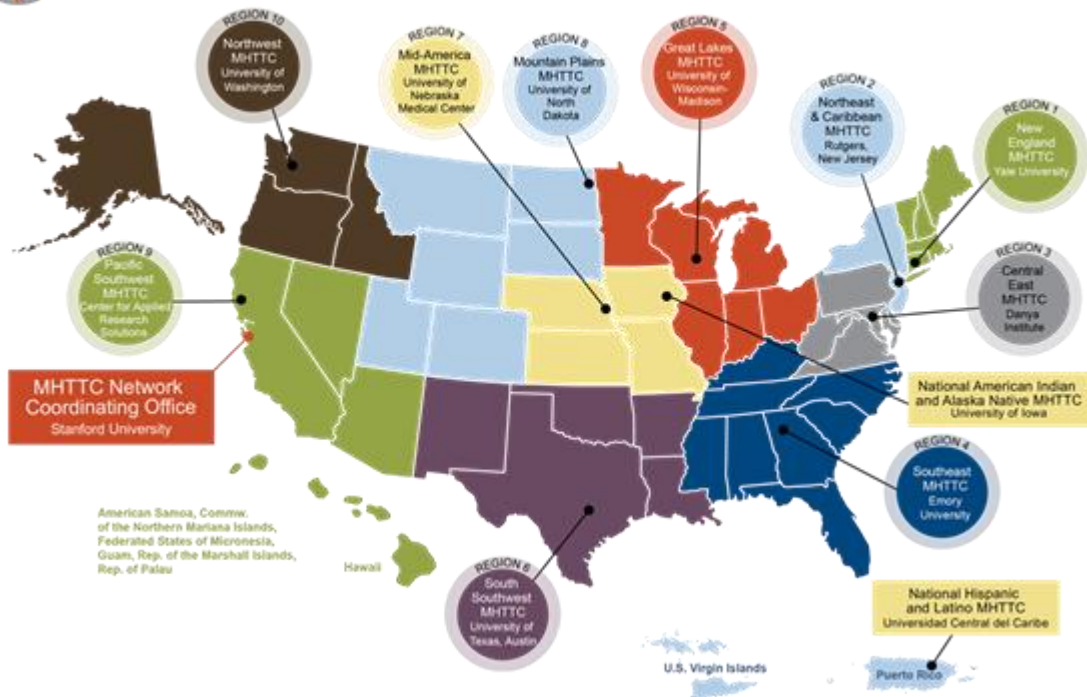 REGION 10
Northwest
MHTTC
University of
Washington
REGION 7
Mid-America
MHTTC
University of
Nebraska
Medical Center
REGION 8
Mountain Plains
MHTTC
University of
North
Dakota
REGION 5
Great Lakes
MHTTC
University of
Wisconsin-
Madison
REGION 2
Northeast
& Caribbean
MHTTC
Rutgers,
New Jersey
REGION 1
New
England
MHTTC
Yale University
REGION 9
Pacific
Southwest
MHTTC
Center for Applied
Research
Solutions
REGION 3
Central
East
MHTTC
Danya
Institute
MHTTC Network
Coordinating Office
Stanford University
National American Indian
and Alaska Native MHTTC
University of Iowa
REGION 4
Southeast
MHTTC
Emory
University
American Samoa, Commw.
of the Northern Mariana Islands,
Federated States of Micronesia,
Guam, Rep. of the Marshall Islands,
Rep. of Palau
Hawaii
REGION 6
South
Southwest
MHTTC
University of
Texas, Austin
National Hispanic
and Latino MHTTC
Universidad Central del Caribe
U.S. Virgin Islands
Puerto Rico